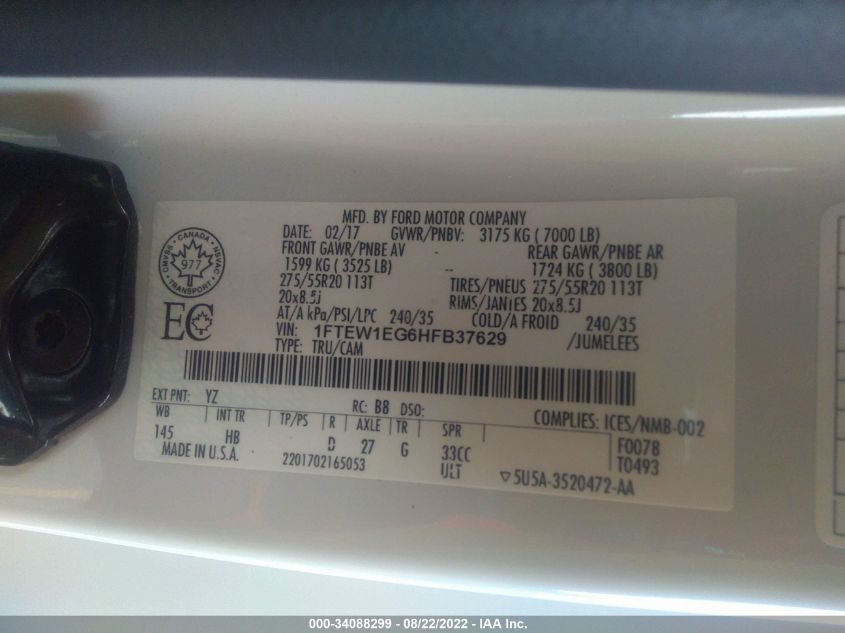 MFD. BY FORD MOTOR COMPANY
DATE: 02/17 GVWR/PNBV: 3175 KG ( 7000 LB)
FRONT GAWR/PNBE AV - REAR GAWR/PNBE AR
1599 KG ( 3525 LB) -- 1724 KG ( 3800 LB)
275/55R20 113T TIRES/PNEUS 275/55R20 113T
20x8.5J RIMS/JANTES 20x8.5J
AT/A kPa/PSI/LPC 240/35 COLD/A FROID 240/35
VIN: 1FTEW1EG6HFB37629 /JUMELEES
TYPE: TRU/CAM
CANADA
CMVSS NSVAC
977
TRANSPORT
EC
EXT PNT: YZ RC: B8 DSO: COMPLIES: ICES/NMB-002
WB INT TR TP/PS R AXLE TR SPR F0078
145 HB D 27 G 33CC T0493
MADE IN U.S.A. 2201702165053 ULT ▽5U5A-3520472-AA
000-34088299 - 08/22/2022 - IAA Inc.